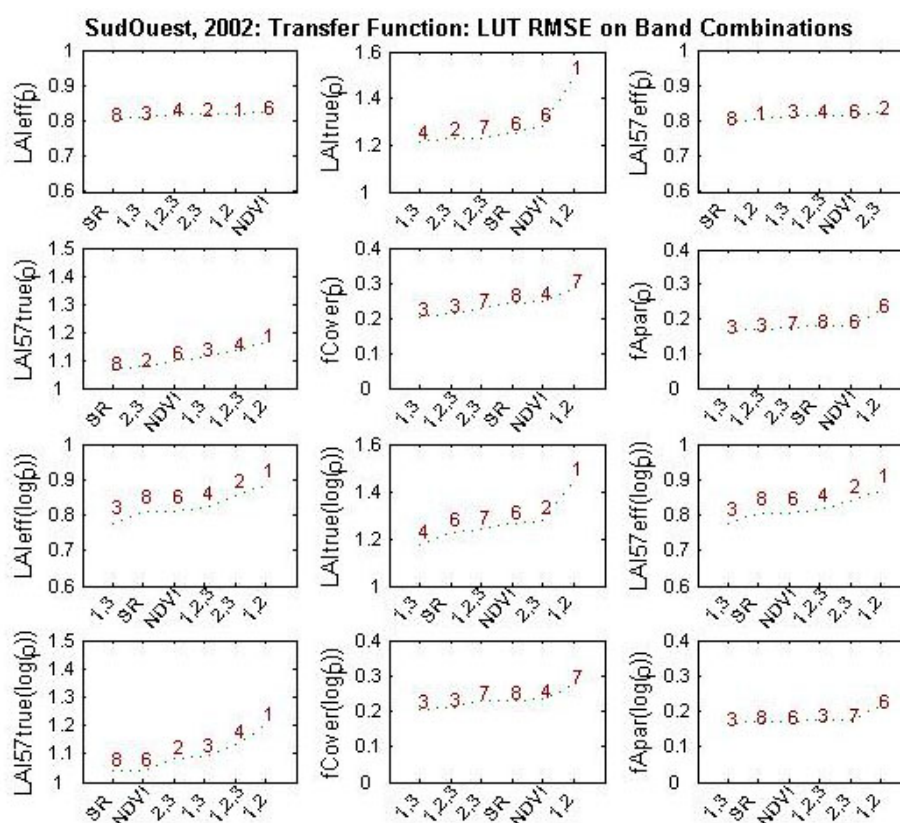 SudOuest, 2002: Transfer Function: LUT RMSE on Band Combinations
LAIeff(ρ)
1
0.9
0.8
0.7
0.6
8 3 4 2 1 6
SR 1,3 1,2,3 2,3 1,2 NDVI
LAItrue(ρ)
1.6
1.4
1.2
1
4 2 7 6 6 1
1,3 2,3 1,2,3 SR NDVI 1,2
LAI57eff(ρ)
1
0.9
0.8
0.7
0.6
8 1 3 4 6 2
SR 1,2 1,3 1,2,3 NDVI 2,3
LAI57true(ρ)
1.5
1.4
1.3
1.2
1.1
1
8 2 6 3 4 1
SR 2,3 NDVI 1,3 1,2,3 1,2
fCover(ρ)
0.4
0.3
0.2
0.1
0
3 3 7 8 4 7
1,3 1,2,3 2,3 SR NDVI 1,2
fApar(ρ)
0.4
0.3
0.2
0.1
0
3 3 7 8 6 6
1,3 1,2,3 2,3 SR NDVI 1,2
LAIeff(log(ρ))
1
0.9
0.8
0.7
0.6
3 8 6 4 2 1
1,3 SR NDVI 1,2,3 2,3 1,2
LAItrue(log(ρ))
1.6
1.4
1.2
1
4 6 7 6 2 1
1,3 SR 1,2,3 NDVI 2,3 1,2
LAI57eff(log(ρ))
1
0.9
0.8
0.7
0.6
3 8 6 4 2 1
1,3 SR NDVI 1,2,3 2,3 1,2
LAI57true(log(ρ))
1.5
1.4
1.3
1.2
1.1
1
8 6 2 3 4 1
SR NDVI 2,3 1,3 1,2,3 1,2
fCover(log(ρ))
0.4
0.3
0.2
0.1
0
3 3 7 8 4 7
1,3 1,2,3 2,3 SR NDVI 1,2
fApar(log(ρ))
0.4
0.3
0.2
0.1
0
3 8 6 3 7 6
1,3 SR NDVI 1,2,3 2,3 1,2